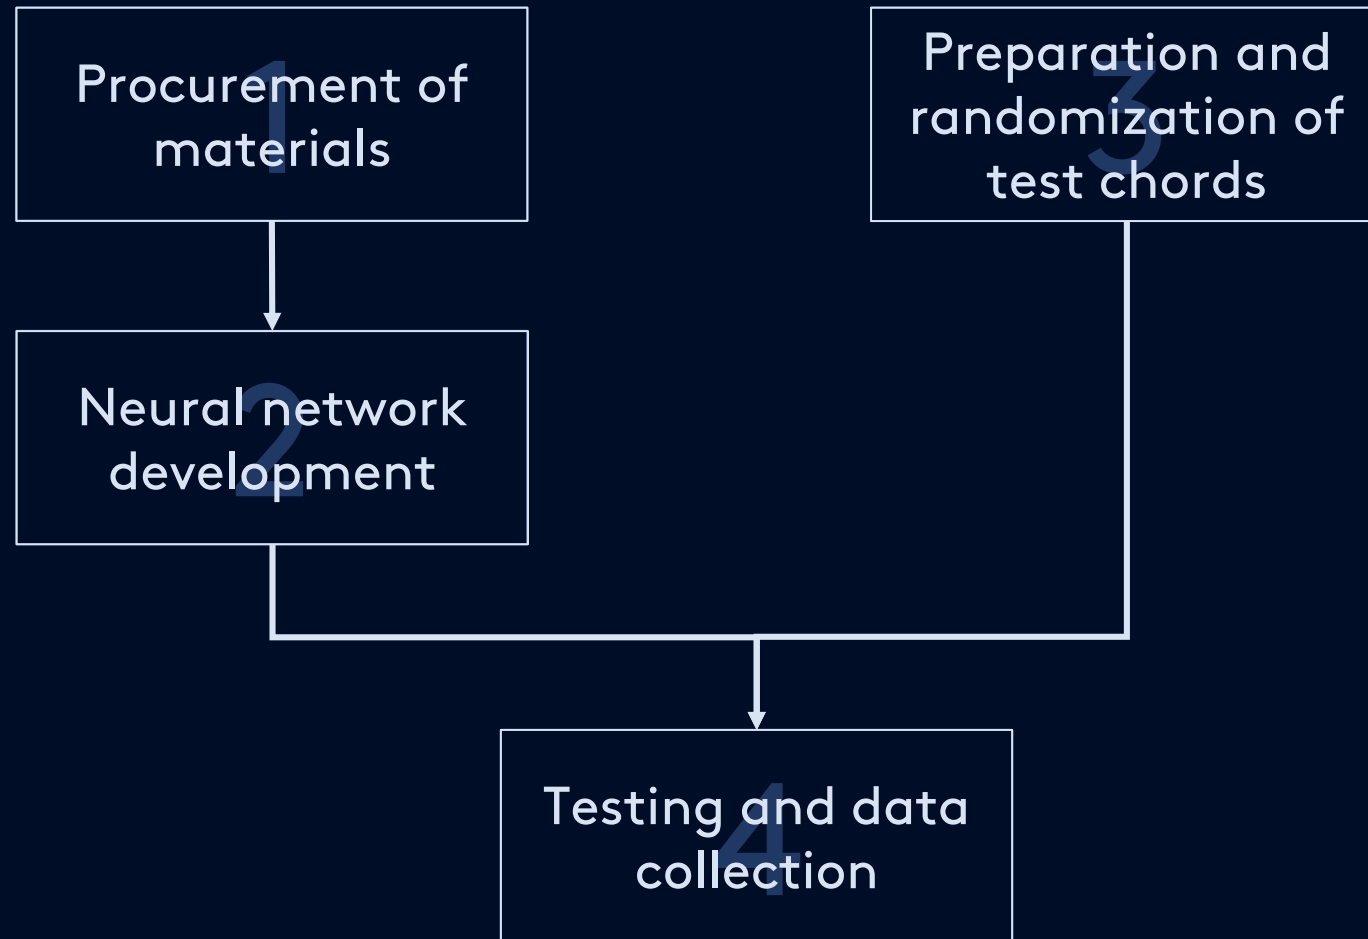 1
Procurement of
materials
3
Preparation and
randomization of
test chords
2
Neural network
development
4
Testing and data
collection